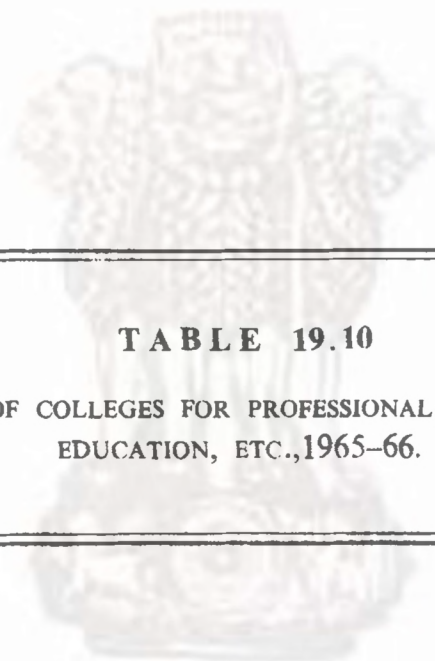 TABLE 19.10
OF COLLEGES FOR PROFESSIONAL
EDUCATION, ETC.,1965–66.